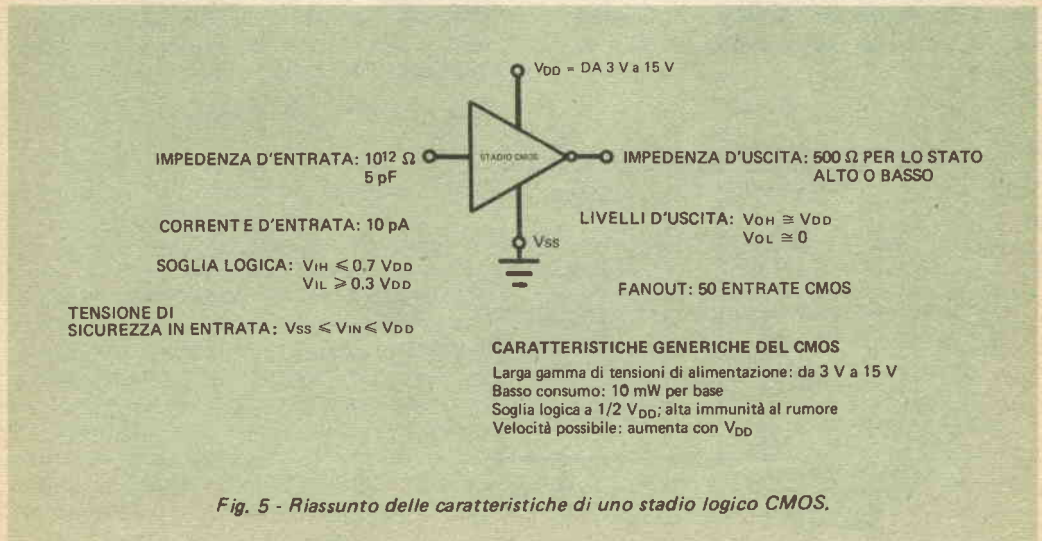 VDD = DA 3 V a 15 V
IMPEDENZA D'ENTRATA: 10¹² Ω
5 pF
STADIO CMOS
IMPEDENZA D'USCITA: 500 Ω PER LO STATO
ALTO O BASSO
CORRENTE D'ENTRATA: 10 pA
LIVELLI D'USCITA: VOH ≅ VDD
VOL ≅ 0
VSS
SOGLIA LOGICA: VIH ⩽ 0.7 VDD
VIL ⩾ 0.3 VDD
FANOUT: 50 ENTRATE CMOS
TENSIONE DI
SICUREZZA IN ENTRATA: VSS ⩽ VIN ⩽ VDD
CARATTERISTICHE GENERICHE DEL CMOS
Larga gamma di tensioni di alimentazione: da 3 V a 15 V
Basso consumo: 10 mW per base
Soglia logica a 1/2 VDD; alta immunità al rumore
Velocità possibile: aumenta con VDD
Fig. 5 - Riassunto delle caratteristiche di uno stadio logico CMOS.